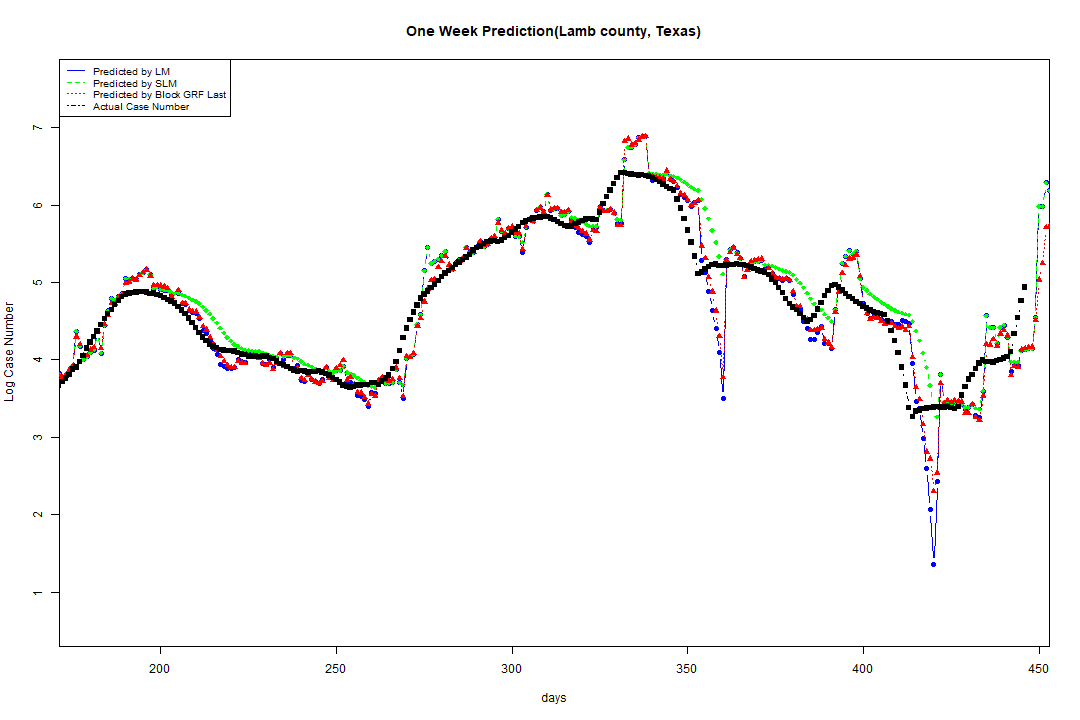 One Week Prediction(Lamb county, Texas)
Predicted by LM
Predicted by SLM
Predicted by Block GRF Last
Actual Case Number
Log Case Number
7
6
5
4
3
2
1
200 250 300 350 400 450
days